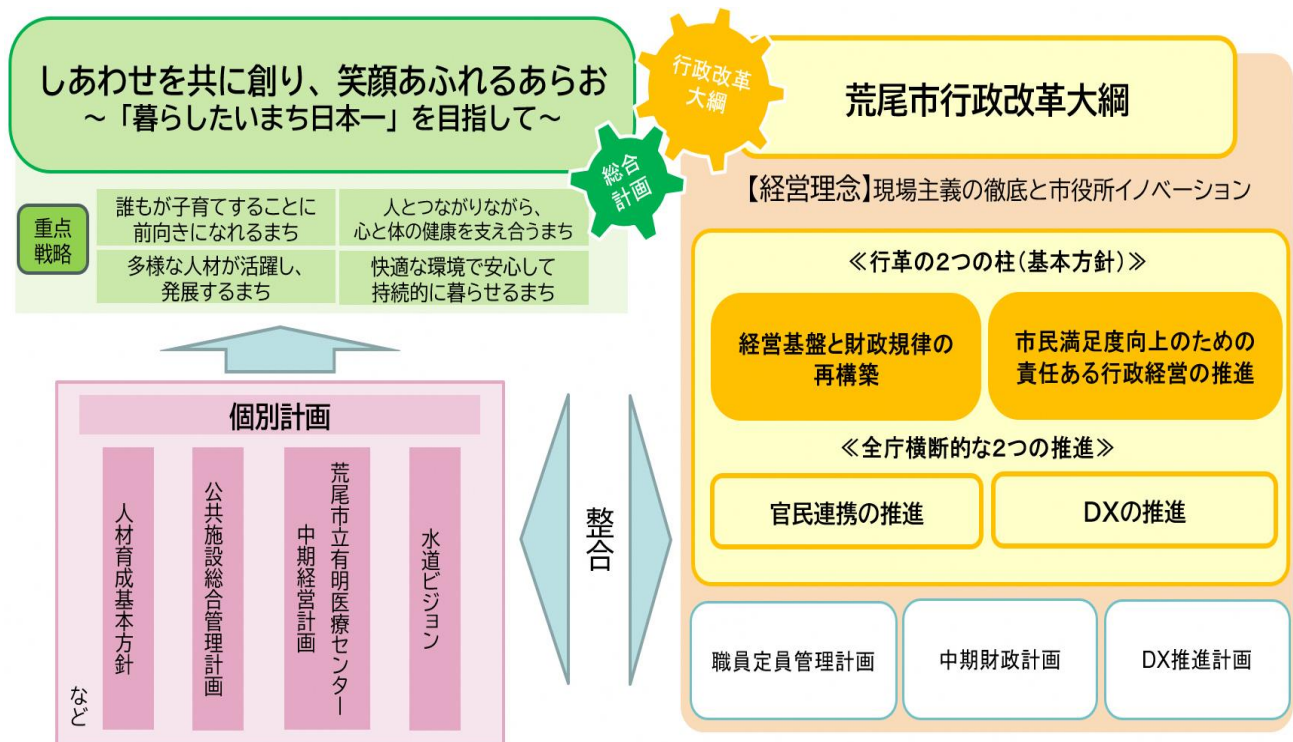 しあわせを共に創り、笑顔あふれるあらお
～「暮らしたいまち日本一」を目指して～
総合
計画
重点
戦略
誰もが子育てすることに
前向きになれるまち
人とつながりながら、
心と体の健康を支え合うまち
多様な人材が活躍し、
発展するまち
快適な環境で安心して
持続的に暮らせるまち
個別計画
人材育成基本方針
公共施設総合管理計画
荒尾市立有明医療センター
中期経営計画
水道ビジョン
など
整合
行政改革
大綱
荒尾市行政改革大綱
【経営理念】現場主義の徹底と市役所イノベーション
≪行革の2つの柱（基本方針）≫
経営基盤と財政規律の
再構築
市民満足度向上のための
責任ある行政経営の推進
≪全庁横断的な2つの推進≫
官民連携の推進
DXの推進
職員定員管理計画
中期財政計画
DX推進計画